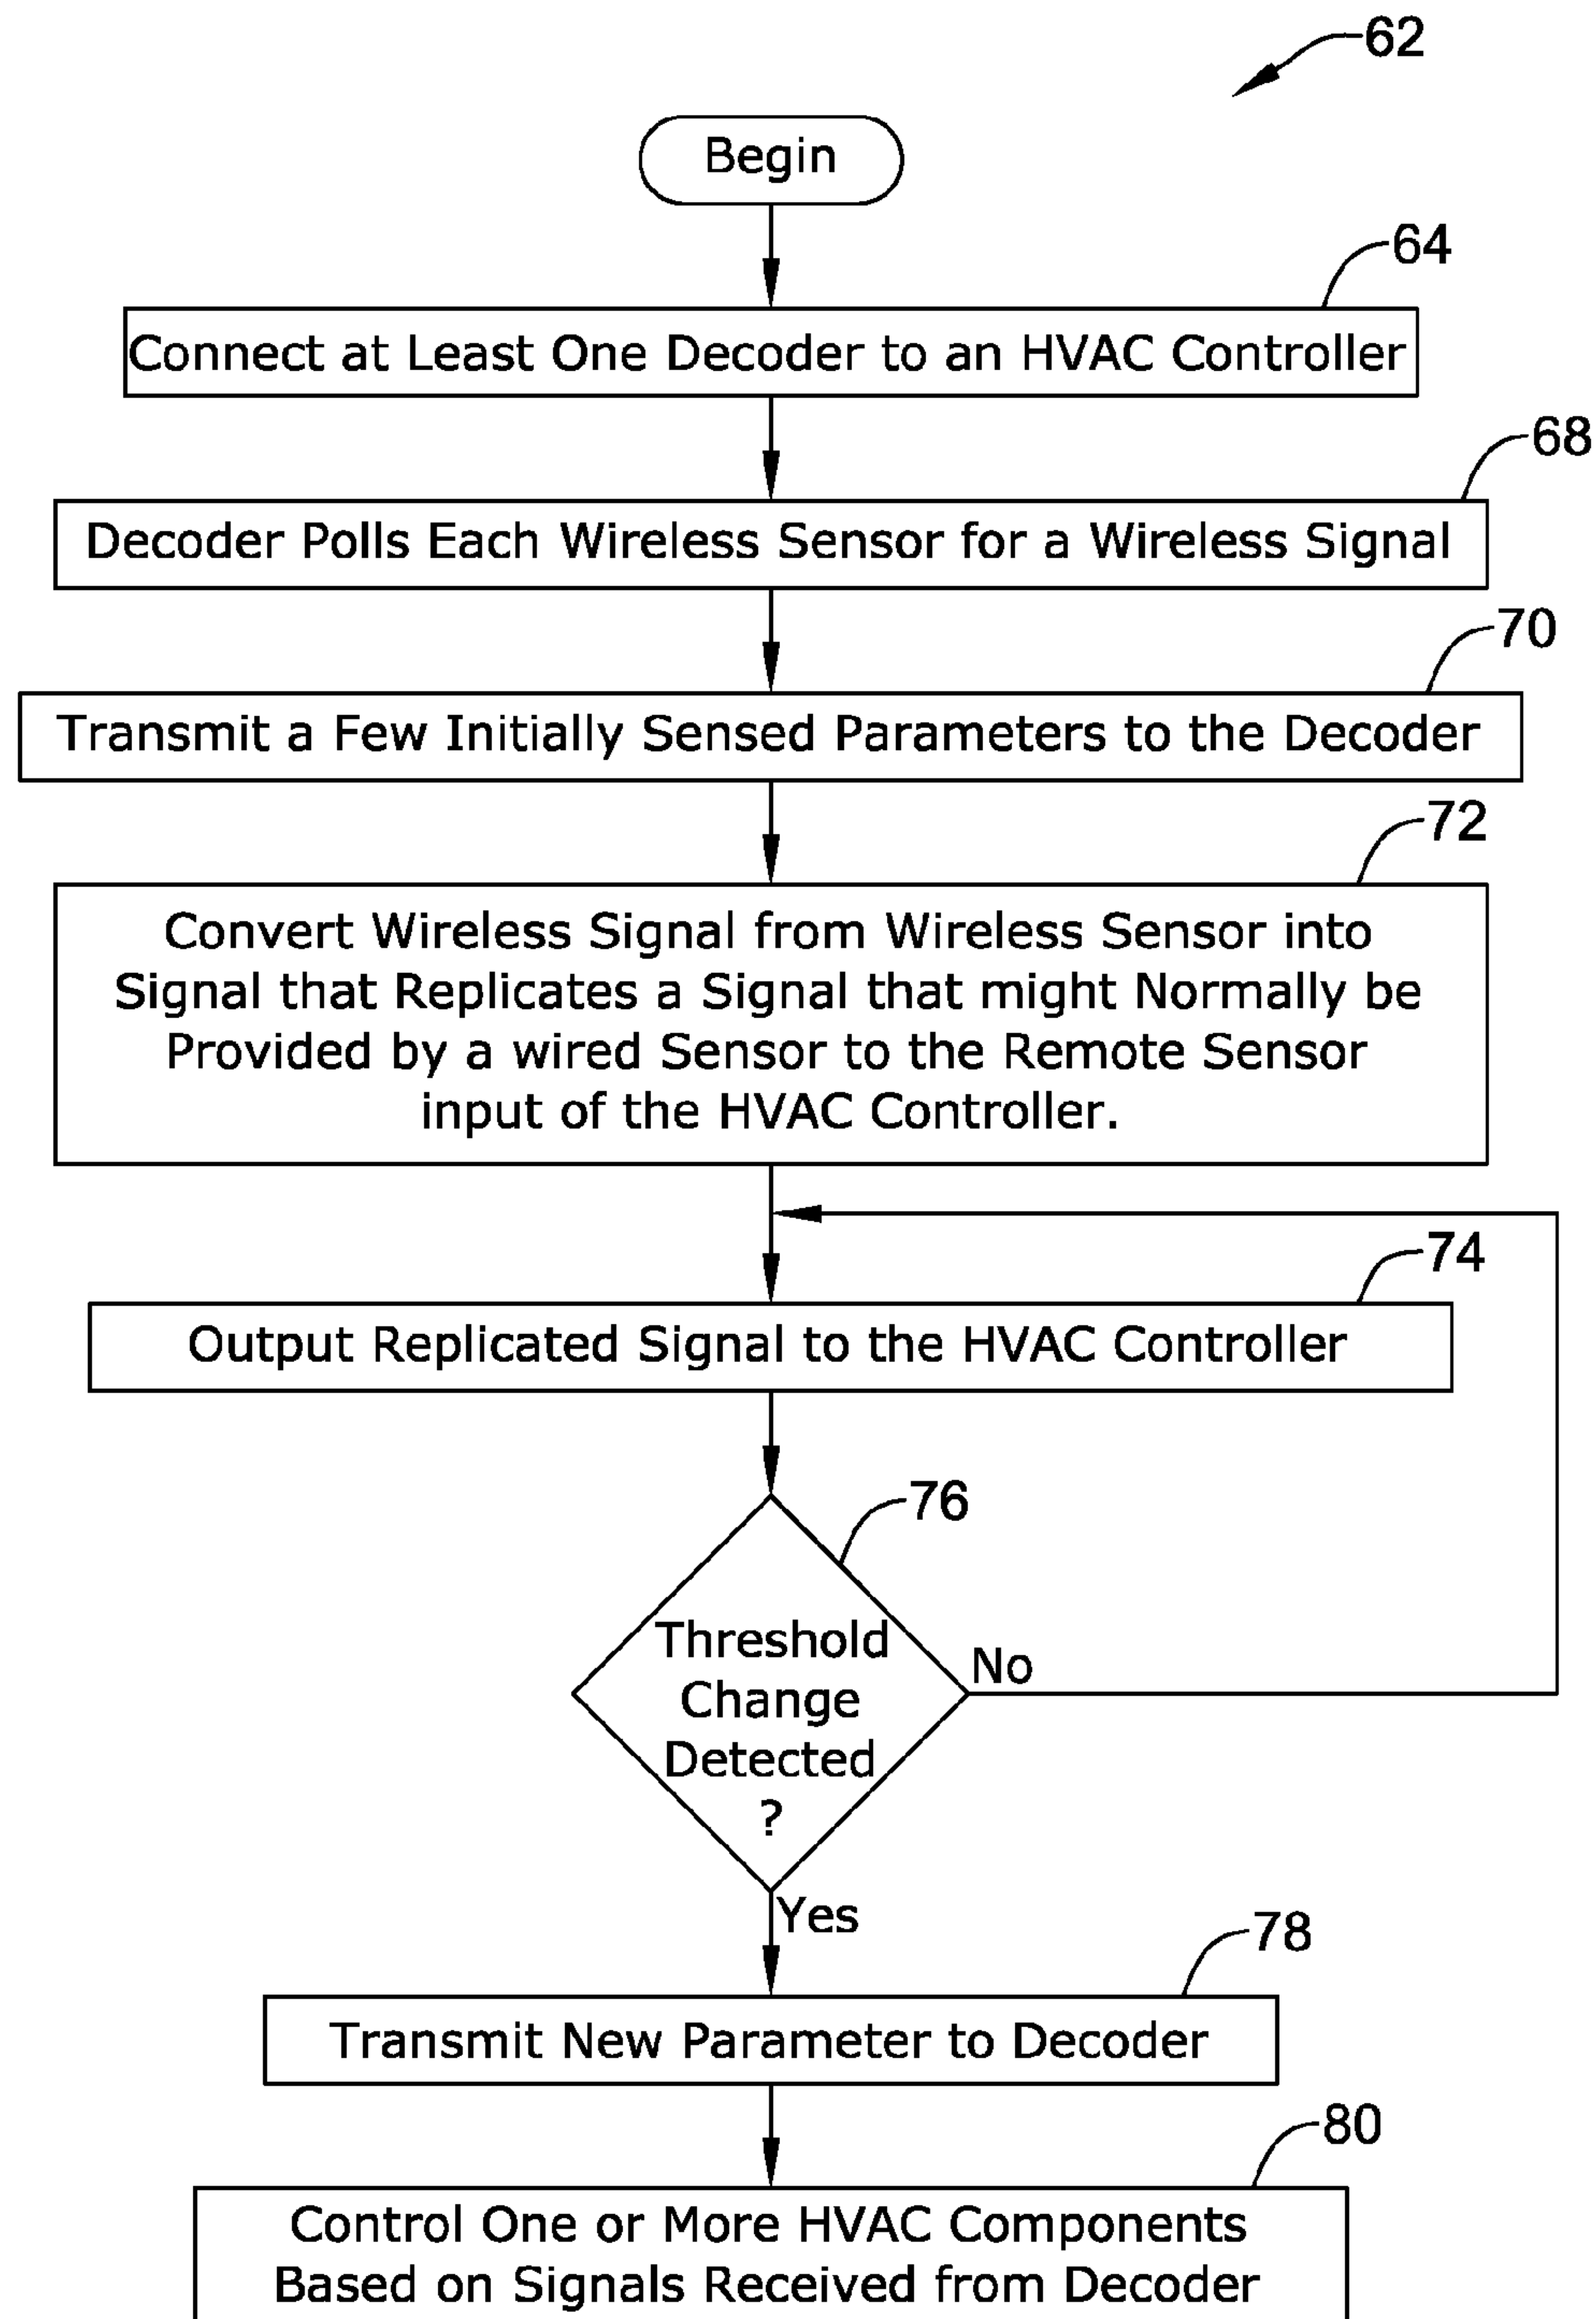 62
Begin
64
Connect at Least One Decoder to an HVAC Controller
68
Decoder Polls Each Wireless Sensor for a Wireless Signal
70
Transmit a Few Initially Sensed Parameters to the Decoder
72
Convert Wireless Signal from Wireless Sensor into
Signal that Replicates a Signal that might Normally be
Provided by a wired Sensor to the Remote Sensor
input of the HVAC Controller.
74
Output Replicated Signal to the HVAC Controller
76
Threshold
Change
Detected
?
No
Yes
78
Transmit New Parameter to Decoder
80
Control One or More HVAC Components
Based on Signals Received from Decoder